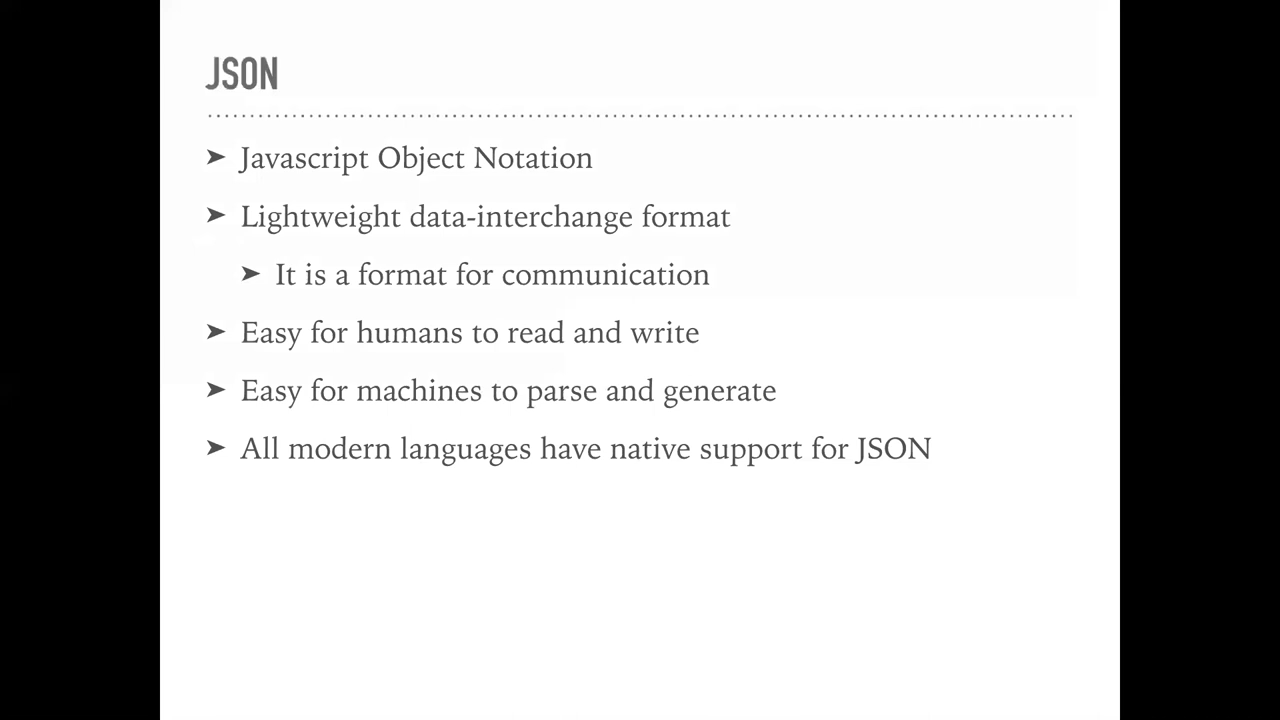 JSON
➤ Javascript Object Notation
➤ Lightweight data-interchange format
➤ It is a format for communication
➤ Easy for humans to read and write
➤ Easy for machines to parse and generate
➤ All modern languages have native support for JSON